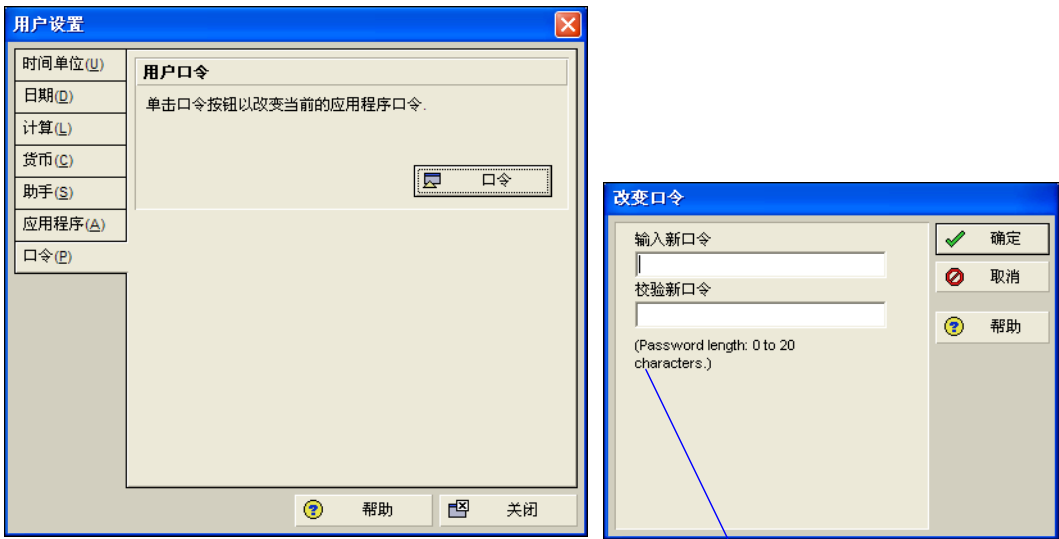 用户设置
时间单位(U)
日期(D)
计算(L)
货币(C)
助手(S)
应用程序(A)
口令(P)
用户口令
单击口令按钮以改变当前的应用程序口令.
口令
帮助
关闭
改变口令
输入新口令
校验新口令
(Password length: 0 to 20
characters.)
确定
取消
帮助